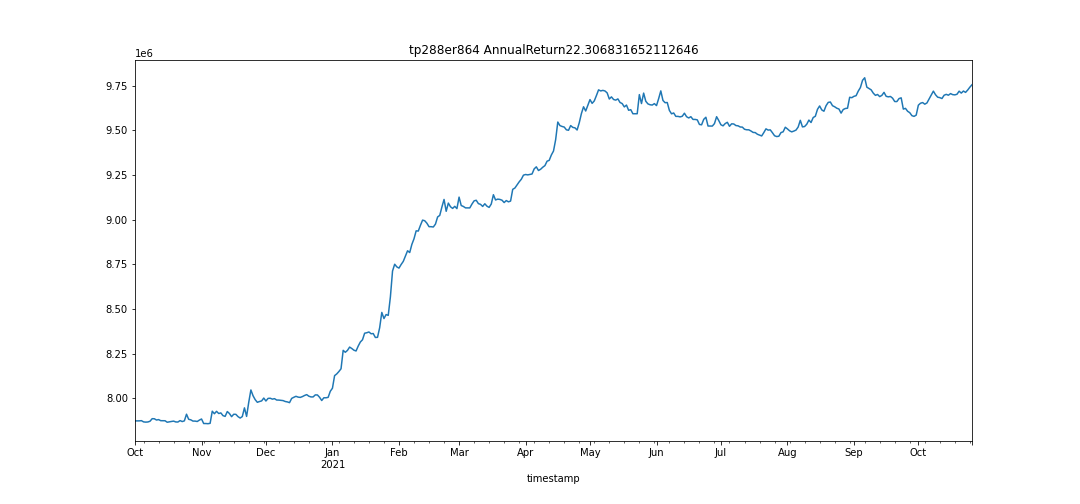 tp288er864 AnnualReturn22.306831652112646
1e6
9.75
9.50
9.25
9.00
8.75
8.50
8.25
8.00
Oct Nov Dec Jan Feb Mar Apr May Jun Jul Aug Sep Oct
2021
timestamp